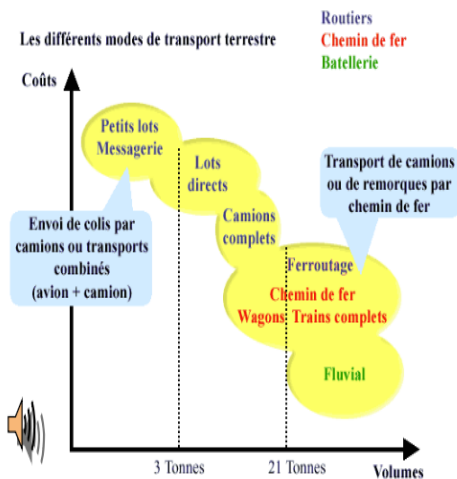 Les différents modes de transport terrestre
Routiers
Chemin de fer
Batellerie
Coûts
Petits lots
Messagerie
Lots
directs
Camions
complets
Envoi de colis par
camions ou transports
combinés
(avion + camion)
Transport de camions
ou de remorques par
chemin de fer
Ferroutage
Chemin de fer
Wagons Trains complets
Fluvial
3 Tonnes
21 Tonnes
Volumes